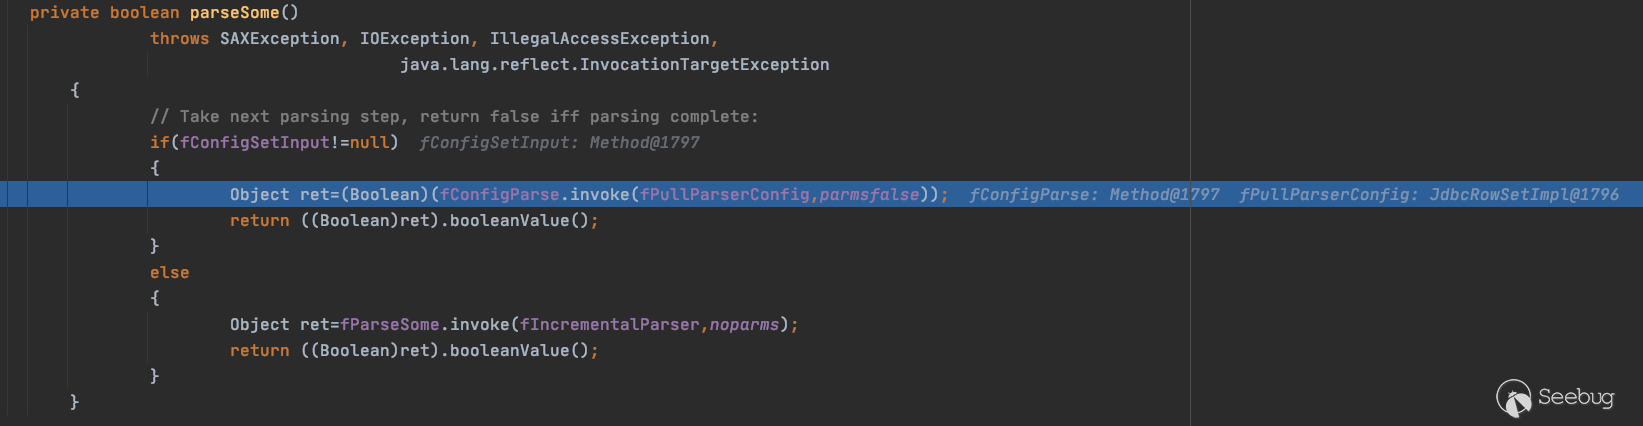 private boolean parseSome()
throws SAXException, IOException, IllegalAccessException,
java.lang.reflect.InvocationTargetException
{
// Take next parsing step, return false iff parsing complete:
if(fConfigSetInput!=null)  fConfigSetInput: Method@1797
{
Object ret=(Boolean)(fConfigParse.invoke(fPullParserConfig,parmsfalse));  fConfigParse: Method@1797  fPullParserConfig: JdbcRowSetImpl@1796
return ((Boolean)ret).booleanValue();
}
else
{
Object ret=fParseSome.invoke(fIncrementalParser,noparms);
return ((Boolean)ret).booleanValue();
}
}
Seebug